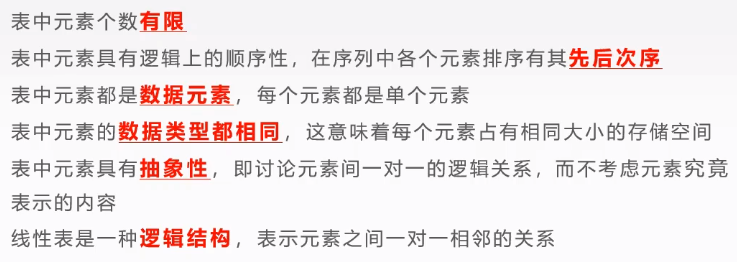 表中元素个数有限
表中元素具有逻辑上的顺序性，在序列中各个元素排序有其先后次序
表中元素都是数据元素，每个元素都是单个元素
表中元素的数据类型都相同，这意味着每个元素占有相同大小的存储空间
表中元素具有抽象性，即讨论元素间一对一的逻辑关系，而不考虑元素究竟
表示的内容
线性表是一种逻辑结构，表示元素之间一对一相邻的关系